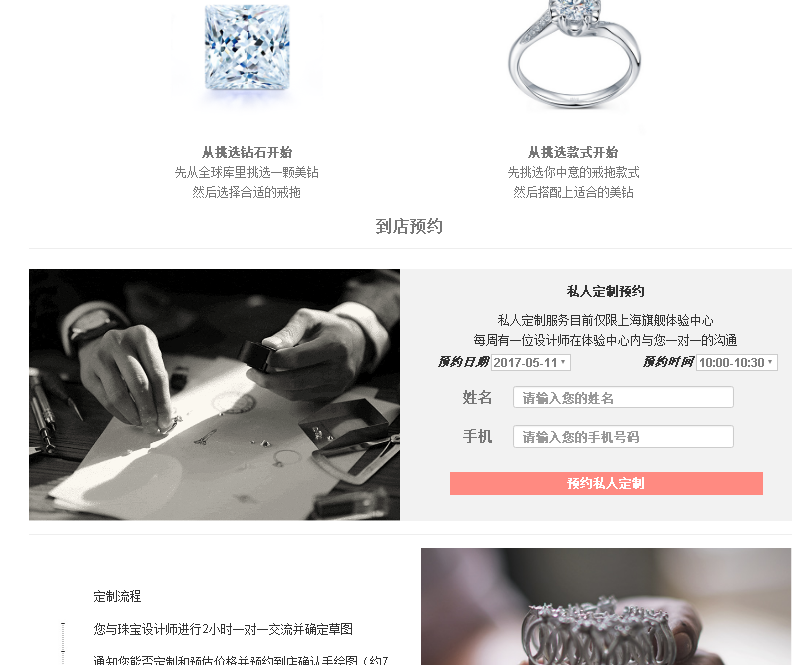 从挑选钻石开始
先从全球库里挑选一颗美钻
然后选择合适的戒拖
从挑选款式开始
先挑选你中意的戒拖款式
然后搭配上适合的美钻
到店预约
私人定制预约
私人定制服务目前仅限上海旗舰体验中心
每周有一位设计师在体验中心内与您一对一的沟通
预约日期 2017-05-11 预约时间 10:00-10:30
姓名 请输入您的姓名
手机 请输入您的手机号码
预约私人定制
定制流程
您与珠宝设计师进行2小时一对一交流并确定草图
通知您能否定制和预估价格并预约到店确认手绘图（约7